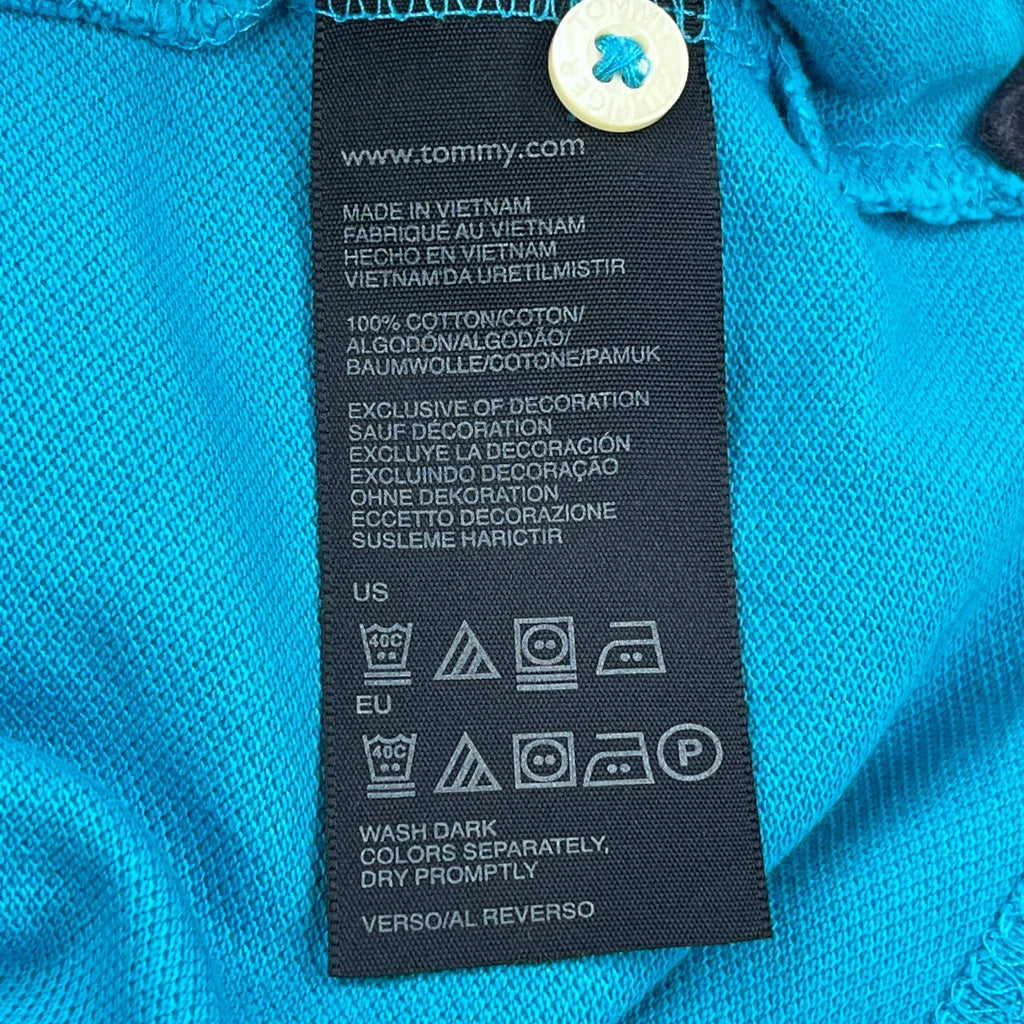 TOMMY HILFIGER
www.tommy.com
MADE IN VIETNAM
FABRIQUÉ AU VIETNAM
HECHO EN VIETNAM
VIETNAM'DA URETILMISTIR
100% COTTON/COTON/
ALGODÓN/ALGODÃO/
BAUMWOLLE/COTONE/PAMUK
EXCLUSIVE OF DECORATION
SAUF DÉCORATION
EXCLUYE LA DECORACIÓN
EXCLUINDO DECORAÇÃO
OHNE DEKORATION
ECCETTO DECORAZIONE
SUSLEME HARICTIR
US
40C
EU
40C P
WASH DARK
COLORS SEPARATELY,
DRY PROMPTLY
VERSO/AL REVERSO